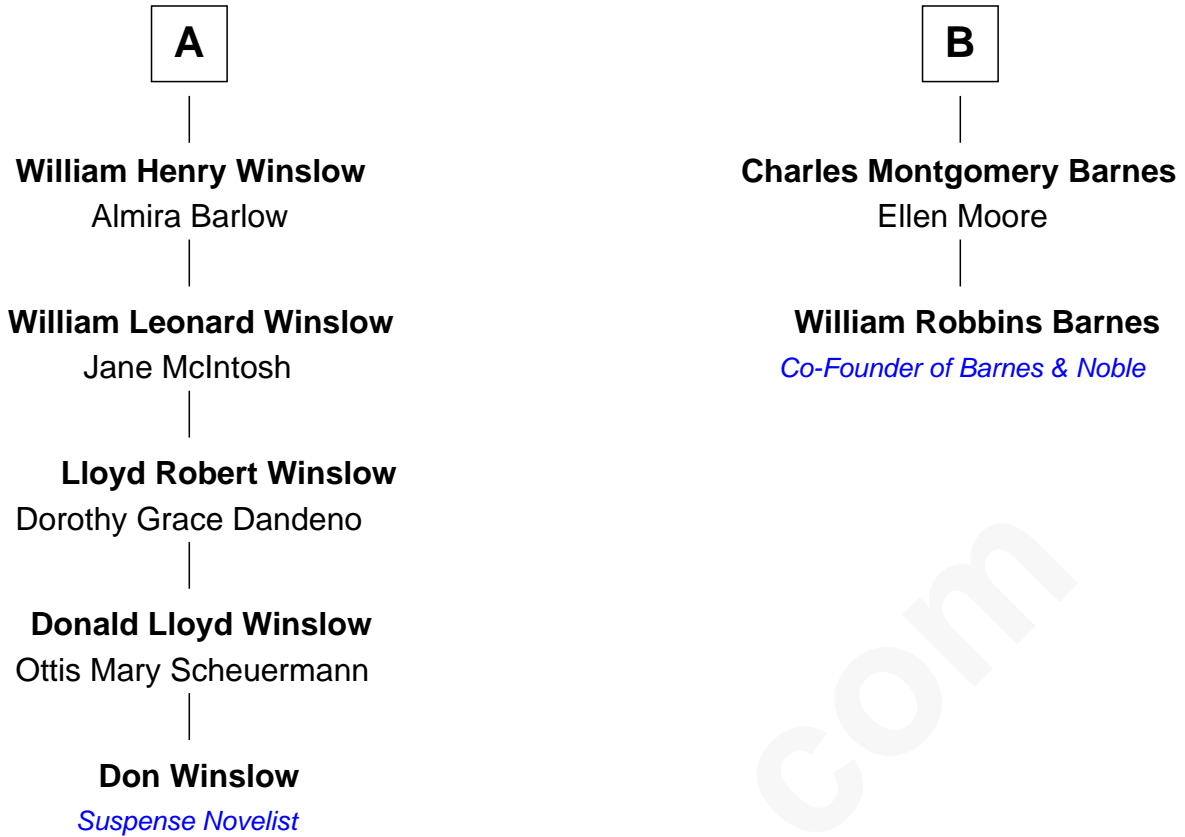 A
William Henry Winslow
Almira Barlow
William Leonard Winslow
Jane McIntosh
Lloyd Robert Winslow
Dorothy Grace Dandeno
Donald Lloyd Winslow
Ottis Mary Scheuermann
Don Winslow
Suspense Novelist
B
Charles Montgomery Barnes
Ellen Moore
William Robbins Barnes
Co-Founder of Barnes & Noble
com